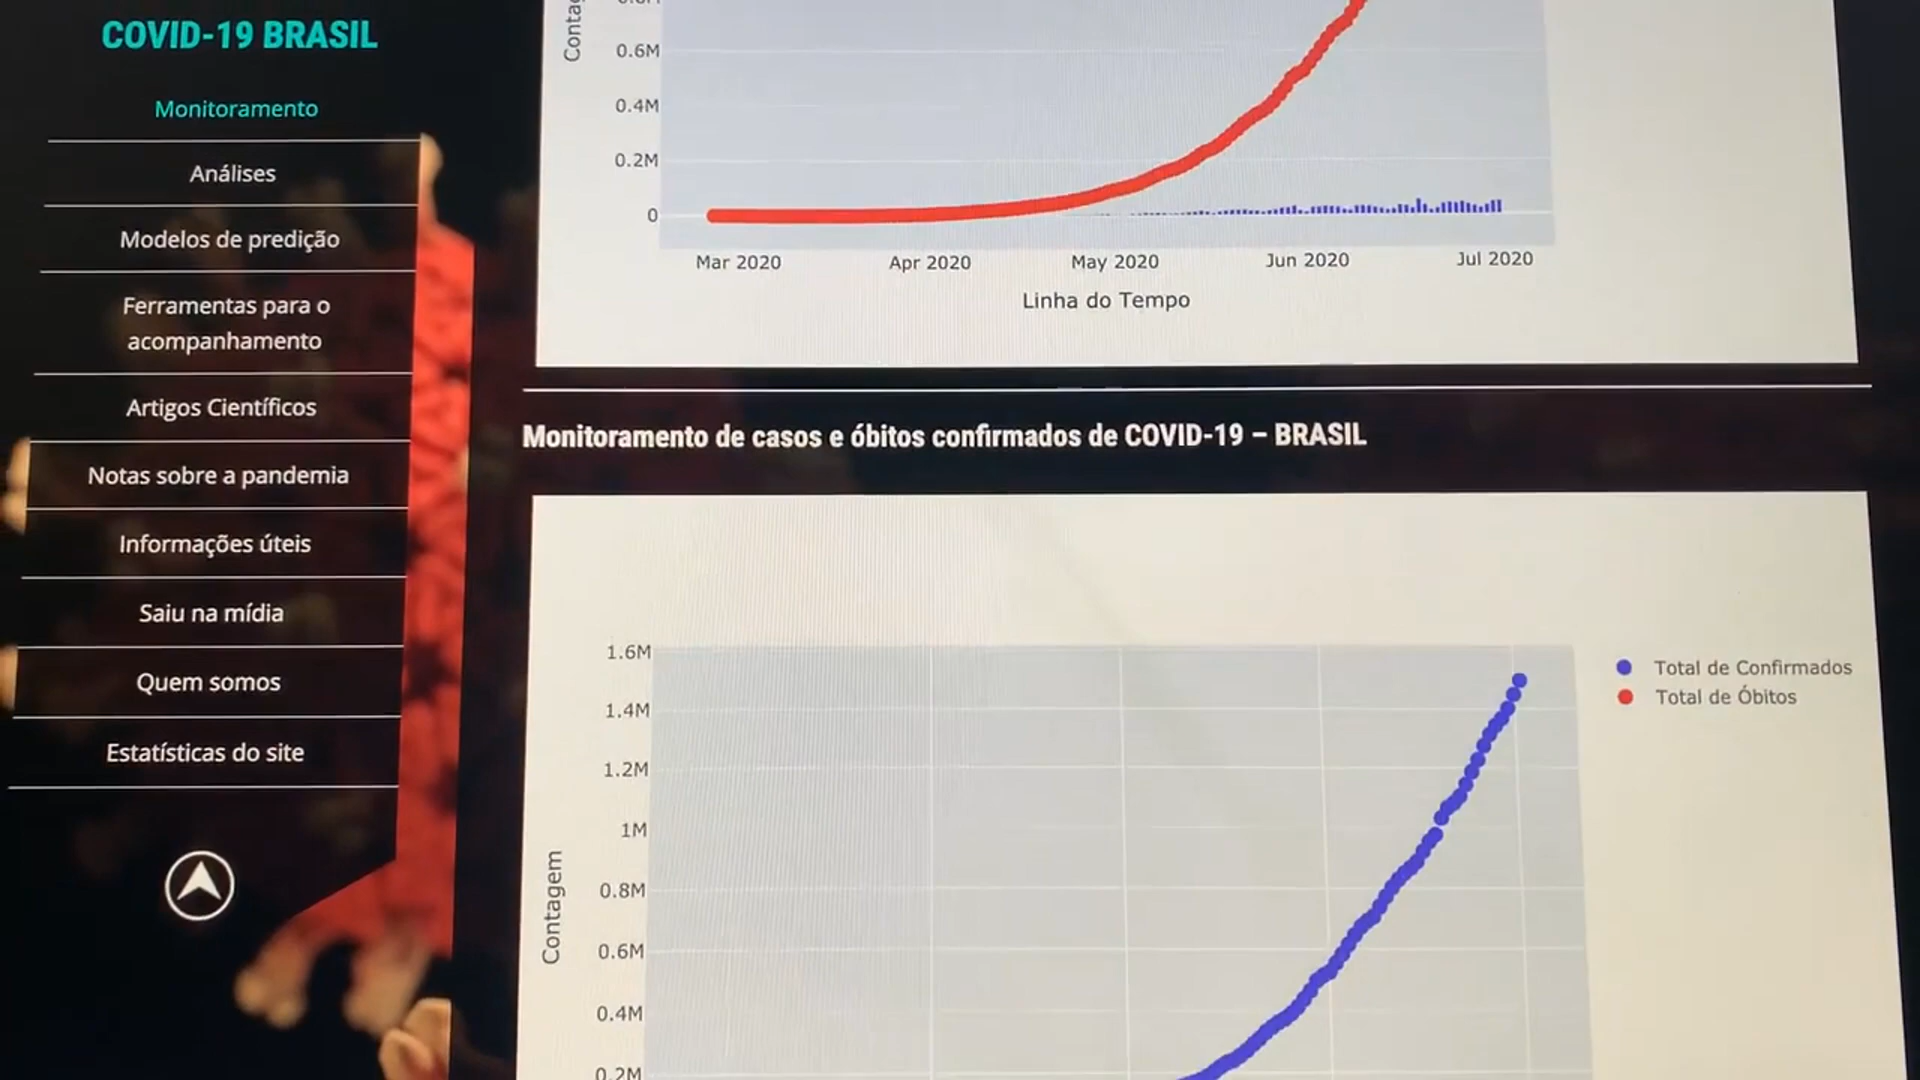 COVID-19 BRASIL
Monitoramento
Análises
Modelos de predição
Ferramentas para o
acompanhamento
Artigos Científicos
Notas sobre a pandemia
Informações úteis
Saiu na mídia
Quem somos
Estatísticas do site
0.6M
0.4M
0.2M
0
Mar 2020
Apr 2020
May 2020
Jun 2020
Jul 2020
Linha do Tempo
Monitoramento de casos e óbitos confirmados de COVID-19 – BRASIL
1.6M
1.4M
1.2M
1M
0.8M
0.6M
0.4M
0.2M
Contagem
Total de Confirmados
Total de Óbitos